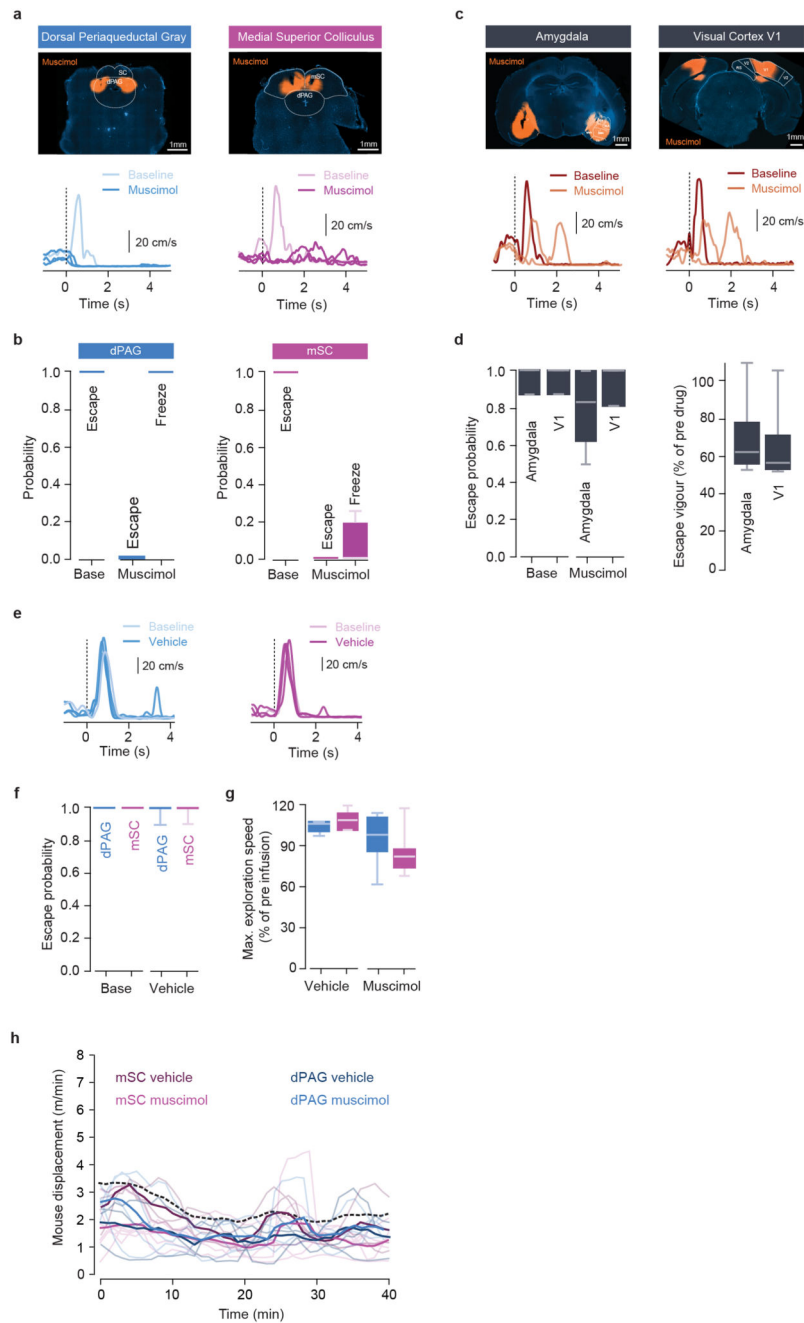 a
Dorsal Periaqueductal Gray
Medial Superior Colliculus
Muscimol
SC
dPAG
1mm
Muscimol
mSC
dPAG
1mm
Baseline
Muscimol
20 cm/s
0 2 4
Time (s)
Baseline
Muscimol
20 cm/s
0 2 4
Time (s)
c
Amygdala
Visual Cortex V1
Muscimol
1mm
V2
V1
V2
Muscimol
1mm
Baseline
Muscimol
20 cm/s
0 2 4
Time (s)
Baseline
Muscimol
20 cm/s
0 2 4
Time (s)
b
dPAG
Probability
1.0
0.8
0.6
0.4
0.2
0.0
Escape
Escape
Freeze
Base Muscimol
mSC
Probability
1.0
0.8
0.6
0.4
0.2
0.0
Escape
Escape
Freeze
Base Muscimol
d
Escape probability
1.0
0.8
0.6
0.4
0.2
0.0
Amygdala
V1
Amygdala
V1
Base Muscimol
Escape vigour (% of pre drug)
100
80
60
40
20
0
Amygdala
V1
e
Baseline
Vehicle
20 cm/s
0 2 4
Time (s)
Baseline
Vehicle
20 cm/s
0 2 4
Time (s)
f
Escape probability
1.0
0.8
0.6
0.4
0.2
0.0
dPAG
mSC
dPAG
mSC
Base Vehicle
g
Max. exploration speed
(% of pre infusion)
120
90
60
30
0
Vehicle Muscimol
h
Mouse displacement (m/min)
8
7
6
5
4
3
2
1
0
mSC vehicle
mSC muscimol
dPAG vehicle
dPAG muscimol
0 10 20 30 40
Time (min)